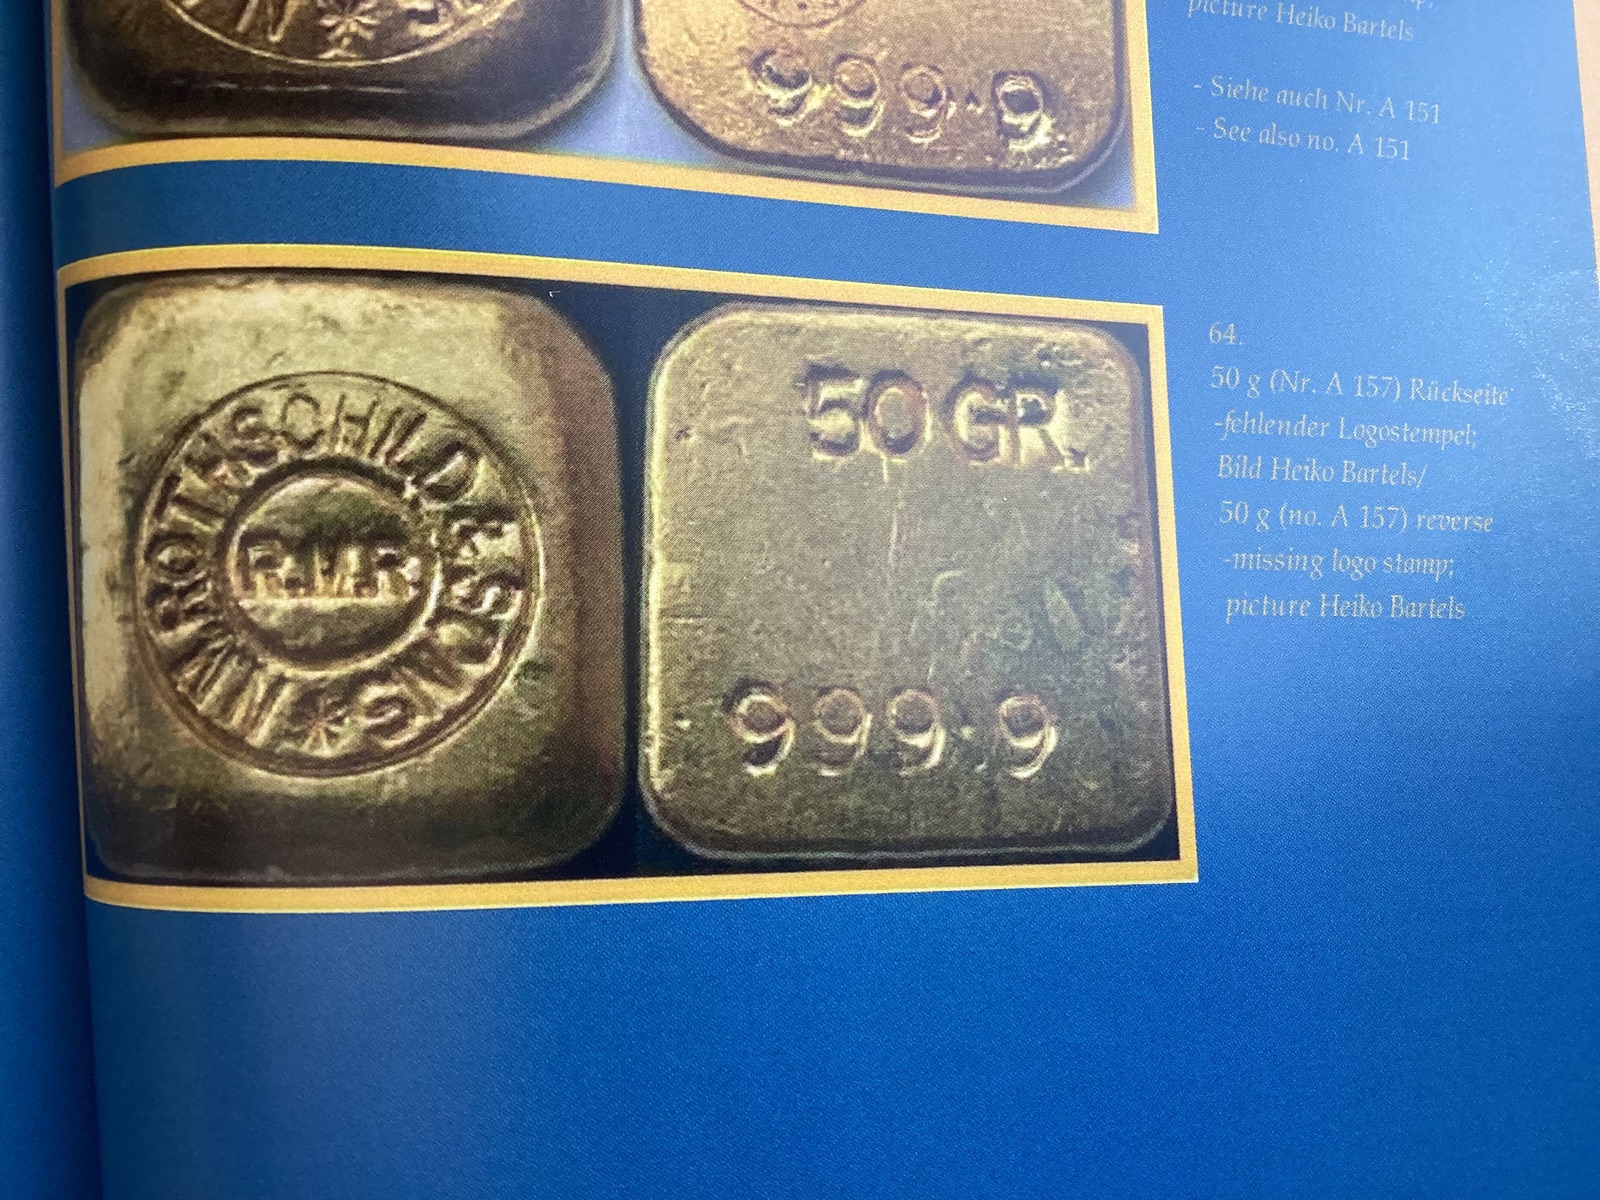 999.9
picture Heiko Bartels
- Siehe auch Nr. A 151
- See also no. A 151
N M ROTHSCHILD & SONS
R.M.R
50 GR.
999.9
64.
50 g (Nr. A 157) Rückseite
-fehlender Logostempel;
Bild Heiko Bartels/
50 g (no. A 157) reverse
-missing logo stamp;
picture Heiko Bartels